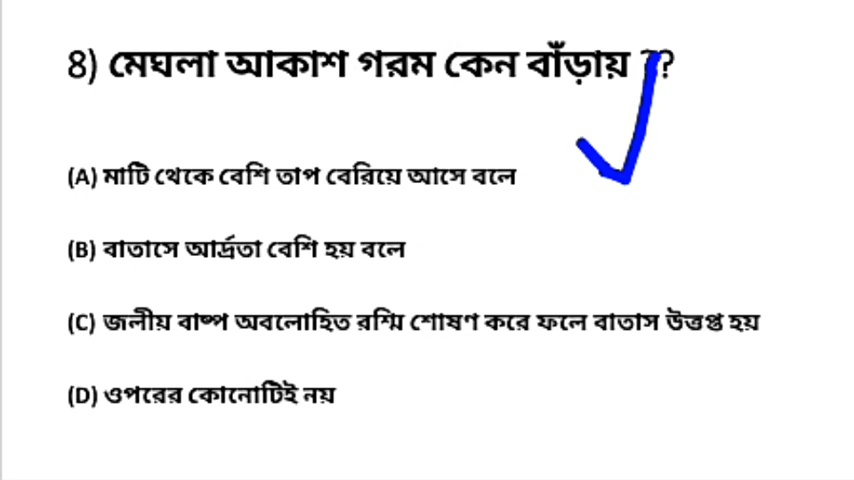 8) মেঘলা আকাশ গরম কেন বাঁড়ায় ??
(A) মাটি থেকে বেশি তাপ বেরিয়ে আসে বলে
(B) বাতাসে আর্দ্রতা বেশি হয় বলে
(C) জলীয় বাষ্প অবলোহিত রশ্মি শোষণ করে ফলে বাতাস উত্তপ্ত হয়
(D) ওপরের কোনোটিই নয়